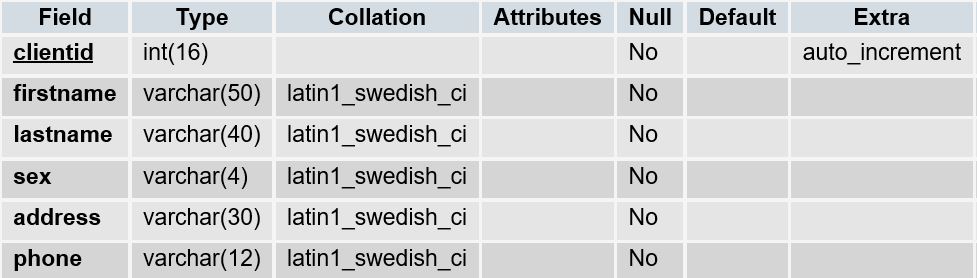 Field Type Collation Attributes Null Default Extra
clientid int(16) No auto_increment
firstname varchar(50) latin1_swedish_ci No
lastname varchar(40) latin1_swedish_ci No
sex varchar(4) latin1_swedish_ci No
address varchar(30) latin1_swedish_ci No
phone varchar(12) latin1_swedish_ci No